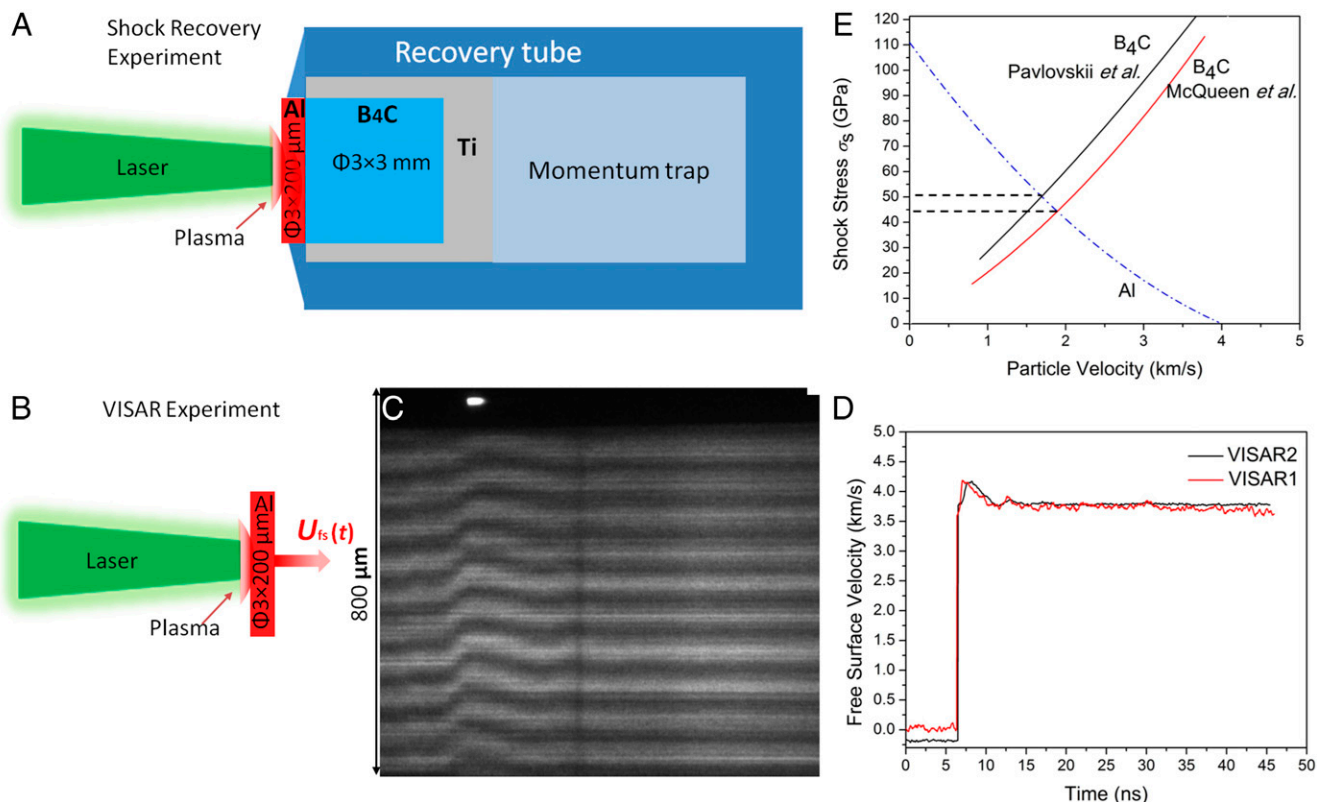 A
Shock Recovery
Experiment
Recovery tube
Laser
Plasma
Al
Φ3×200 μm
B4C
Φ3×3 mm
Ti
Momentum trap
B
VISAR Experiment
Laser
Plasma
Al
Φ3×200 μm
Ufs(t)
C
800 μm
E
Shock Stress σs (GPa)
120
110
100
90
80
70
60
50
40
30
20
10
0
B4C
Pavlovskii et al.
B4C
McQueen et al.
Al
0
1
2
3
4
5
Particle Velocity (km/s)
D
Free Surface Velocity (km/s)
5.0
4.5
4.0
3.5
3.0
2.5
2.0
1.5
1.0
0.5
0.0
VISAR2
VISAR1
0
5
10
15
20
25
30
35
40
45
50
Time (ns)